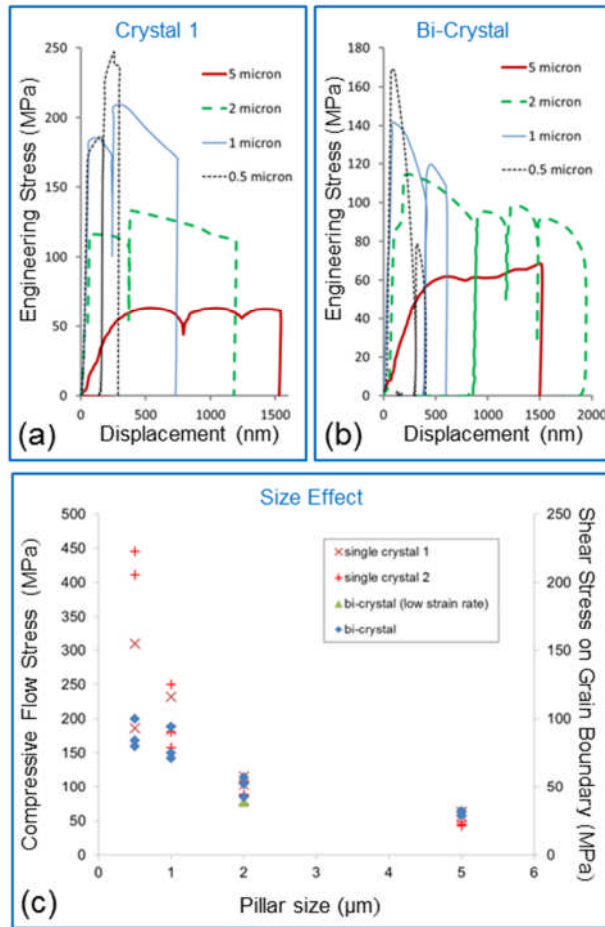 Crystal 1
Engineering Stress (MPa)
300
250
200
150
100
50
0
0
500
1000
1500
5 micron
2 micron
1 micron
0.5 micron
(a)
Displacement (nm)
Bi-Crystal
Engineering Stress (MPa)
180
160
140
120
100
80
60
40
20
0
0
500
1000
1500
2000
5 micron
2 micron
1 micron
0.5 micron
(b)
Displacement (nm)
Size Effect
Compressive Flow Stress (MPa)
500
450
400
350
300
250
200
150
100
50
0
250
200
150
100
50
0
Shear Stress on Grain Boundary (MPa)
single crystal 1
single crystal 2
bi-crystal (low strain rate)
bi-crystal
0
1
2
3
4
5
6
(c)
Pillar size (µm)